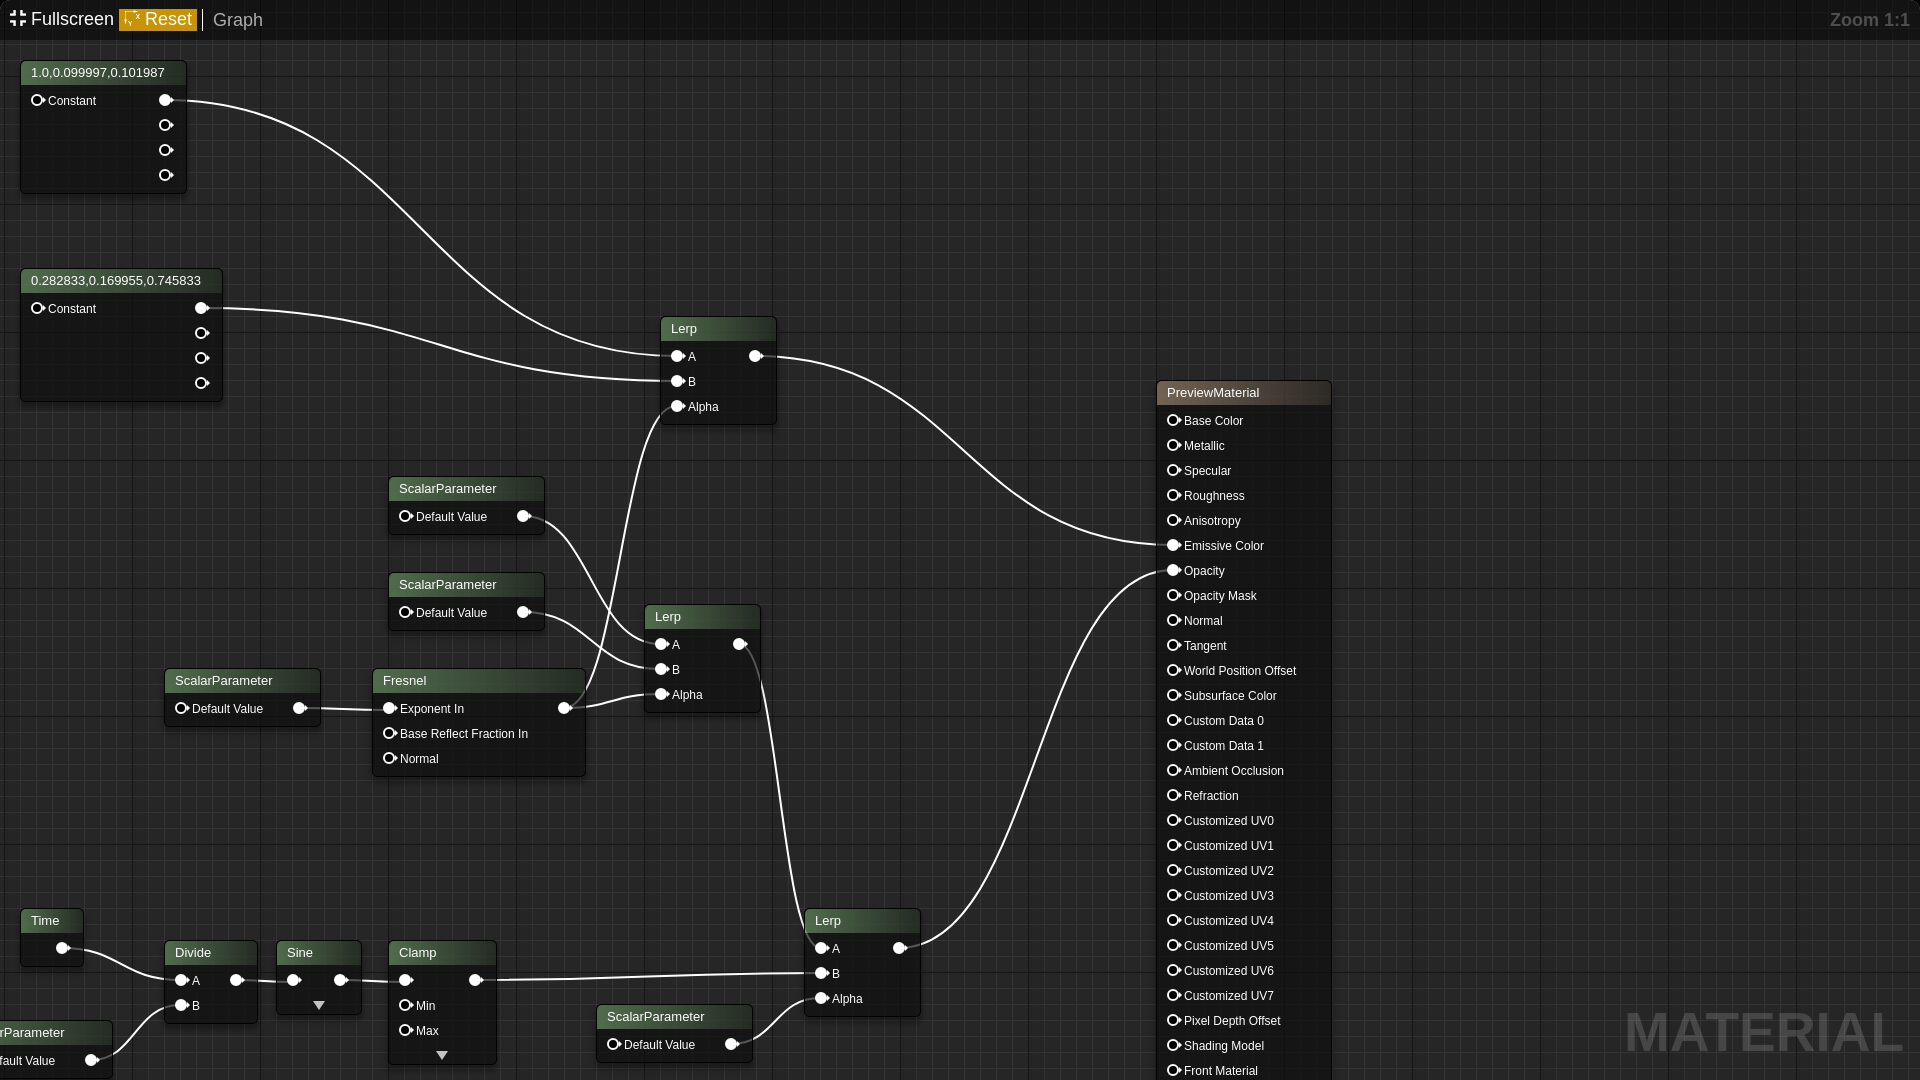 Fullscreen Reset Graph Zoom 1:1
1.0,0.099997,0.101987
Constant
0.282833,0.169955,0.745833
Constant
Lerp
A
B
Alpha
ScalarParameter
Default Value
ScalarParameter
Default Value
Lerp
A
B
Alpha
ScalarParameter
Default Value
Fresnel
Exponent In
Base Reflect Fraction In
Normal
Time
Divide
A
B
Sine
Clamp
Min
Max
rParameter
fault Value
ScalarParameter
Default Value
Lerp
A
B
Alpha
PreviewMaterial
Base Color
Metallic
Specular
Roughness
Anisotropy
Emissive Color
Opacity
Opacity Mask
Normal
Tangent
World Position Offset
Subsurface Color
Custom Data 0
Custom Data 1
Ambient Occlusion
Refraction
Customized UV0
Customized UV1
Customized UV2
Customized UV3
Customized UV4
Customized UV5
Customized UV6
Customized UV7
Pixel Depth Offset
Shading Model
Front Material
MATERIAL